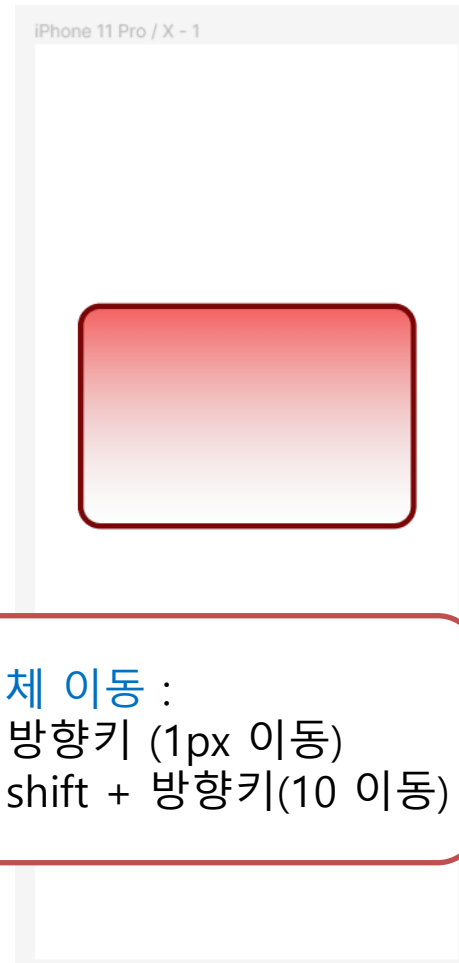 iPhone 11 Pro / X - 1
체 이동 :
방향키 (1px 이동)
shift + 방향키(10 이동)